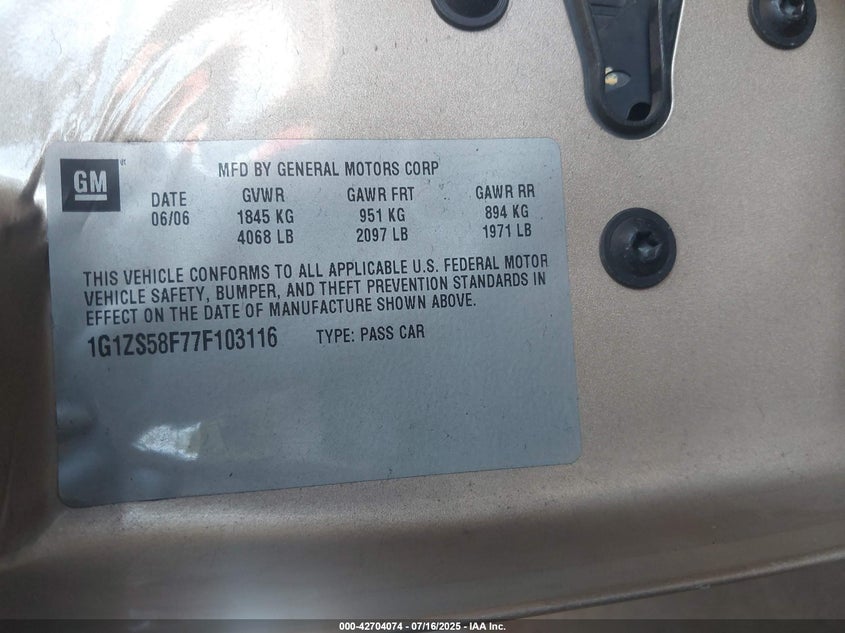 GM
MFD BY GENERAL MOTORS CORP
DATE GVWR GAWR FRT GAWR RR
06/06 1845 KG 951 KG 894 KG
4068 LB 2097 LB 1971 LB
THIS VEHICLE CONFORMS TO ALL APPLICABLE U.S. FEDERAL MOTOR
VEHICLE SAFETY, BUMPER, AND THEFT PREVENTION STANDARDS IN
EFFECT ON THE DATE OF MANUFACTURE SHOWN ABOVE.
1G1ZS58F77F103116 TYPE: PASS CAR
000-42704074 / 07/16/2025 - IAA Inc.